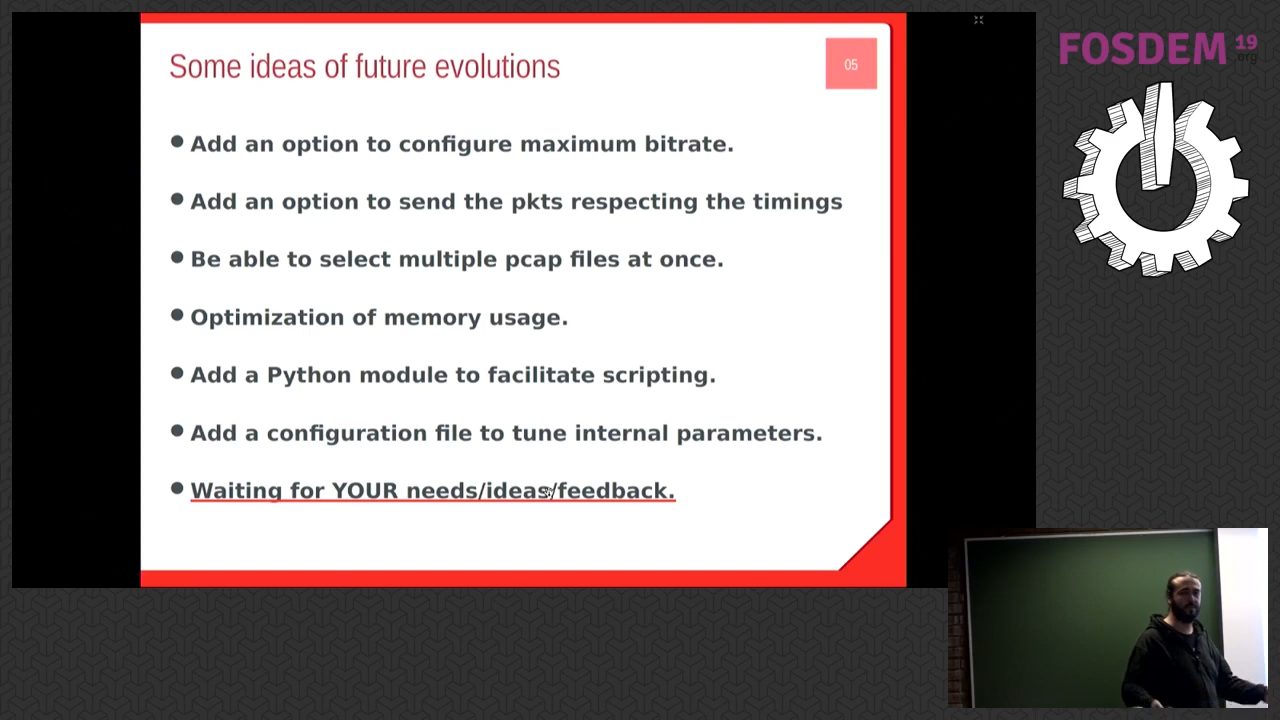 Some ideas of future evolutions
05
Add an option to configure maximum bitrate.
Add an option to send the pkts respecting the timings
Be able to select multiple pcap files at once.
Optimization of memory usage.
Add a Python module to facilitate scripting.
Add a configuration file to tune internal parameters.
Waiting for YOUR needs/ideas/feedback.
FOSDEM 19
.org